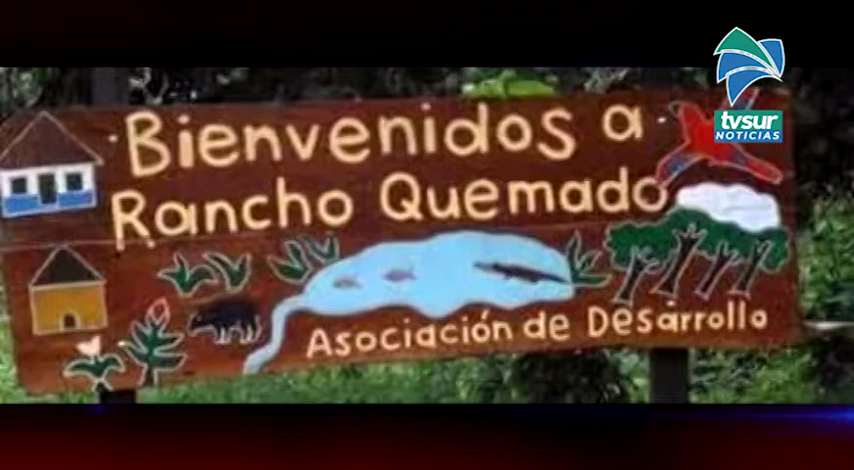 tvsur
NOTICIAS
Bienvenidos a
Rancho Quemado
Asociación de Desarrollo